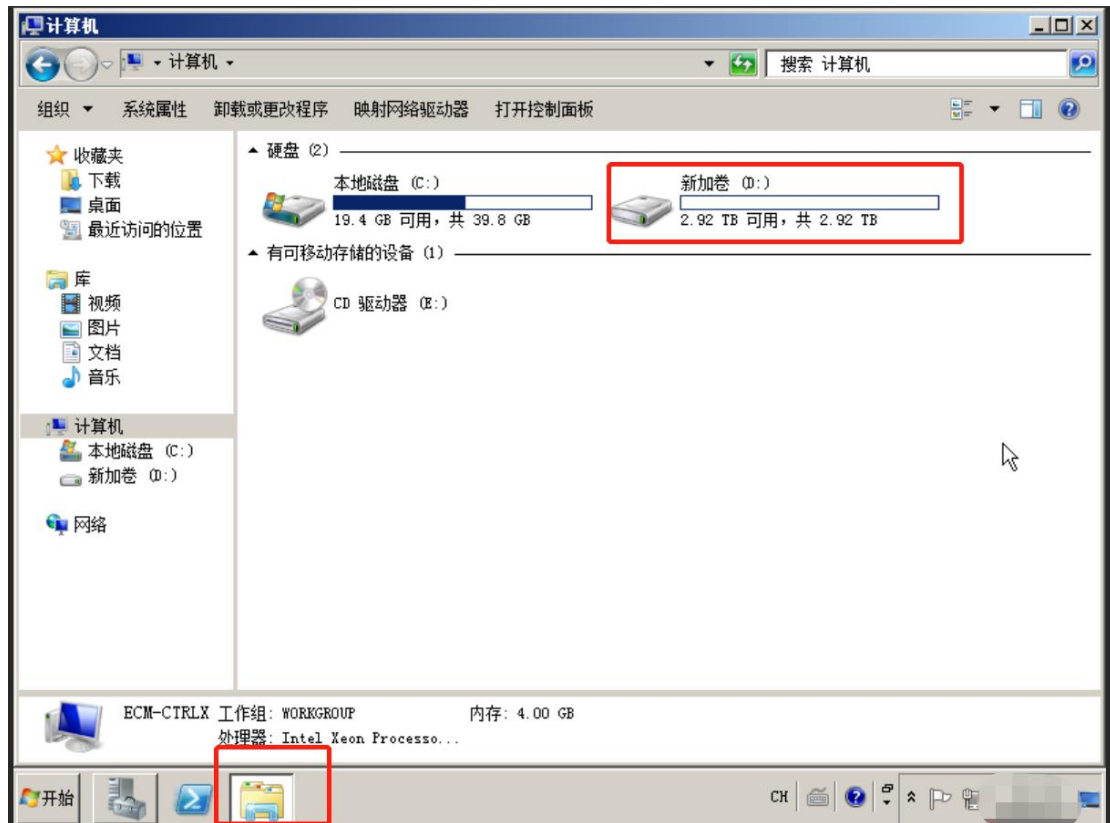 计算机
计算机
搜索 计算机
组织 系统属性 卸载或更改程序 映射网络驱动器 打开控制面板
收藏夹
下载
桌面
最近访问的位置
库
视频
图片
文档
音乐
计算机
本地磁盘 (C:)
新加卷 (D:)
网络
硬盘 (2)
本地磁盘 (C:)
19.4 GB 可用，共 39.8 GB
新加卷 (D:)
2.92 TB 可用，共 2.92 TB
有可移动存储的设备 (1)
CD 驱动器 (E:)
ECM-CTRLX 工作组: WORKGROUP 内存: 4.00 GB
处理器: Intel Xeon Processo...
开始 CH